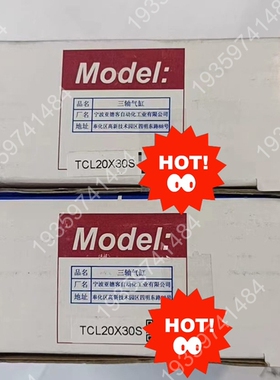 Model:
品名 三轴气缸
厂名 宁波亚德客自动化工业有限公司
地址 奉化区高新技术园区四明东路88号
TCL20X30S
HOT!
Model:
品名 三轴气缸
厂名 宁波亚德客自动化工业有限公司
地址 奉化区高新技术园区四明东路88号
TCL20X30S
HOT!
19359741484